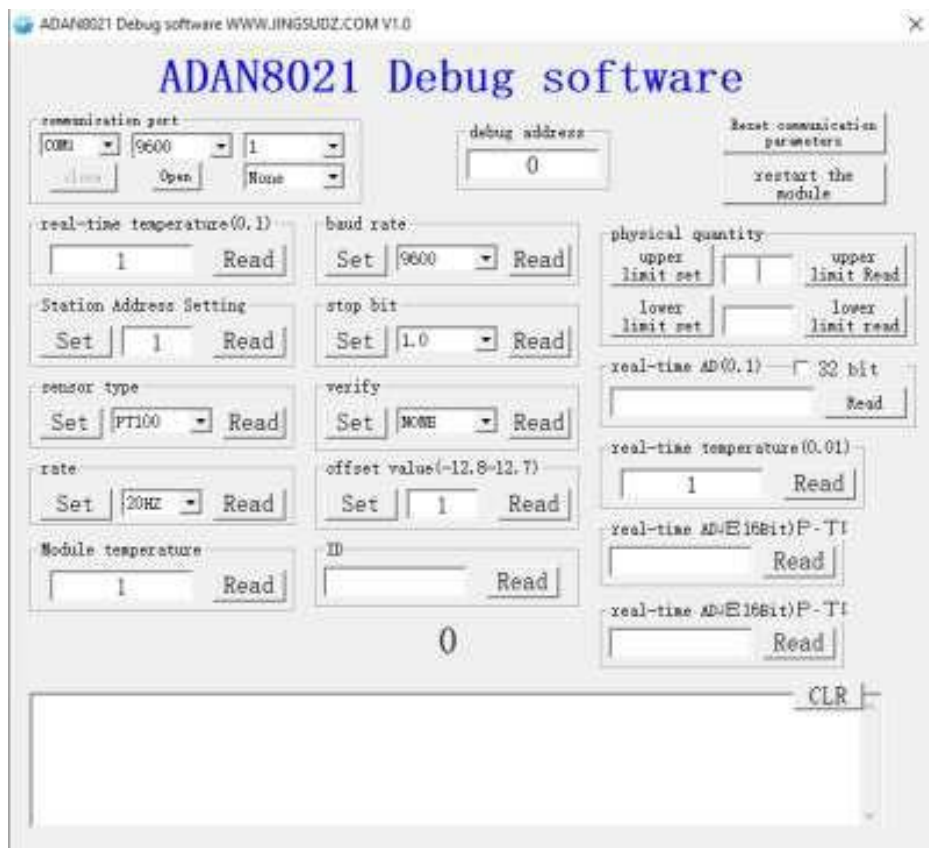 ADAN8021 Debug software WWW.JINGSUDZ.COM V1.0
ADAN8021 Debug software
communication port
COM1 9600 1
close Open None
debug address
0
Reset communication
parameters
restart the
module
real-time temperature(0.1)
1 Read
baud rate
Set 9600 Read
physical quantity
upper
limit set
upper
limit Read
lower
limit set
lower
limit read
Station Address Setting
Set 1 Read
stop bit
Set 1.0 Read
real-time AD(0.1) 32 bit
Read
sensor type
Set PT100 Read
verify
Set NONE Read
real-time temperature(0.01)
1 Read
rate
Set 20HZ Read
offset value(-12.8-12.7)
Set 1 Read
real-time
Read
Module temperature
1 Read
ID
Read
real-time
Read
0
CLR